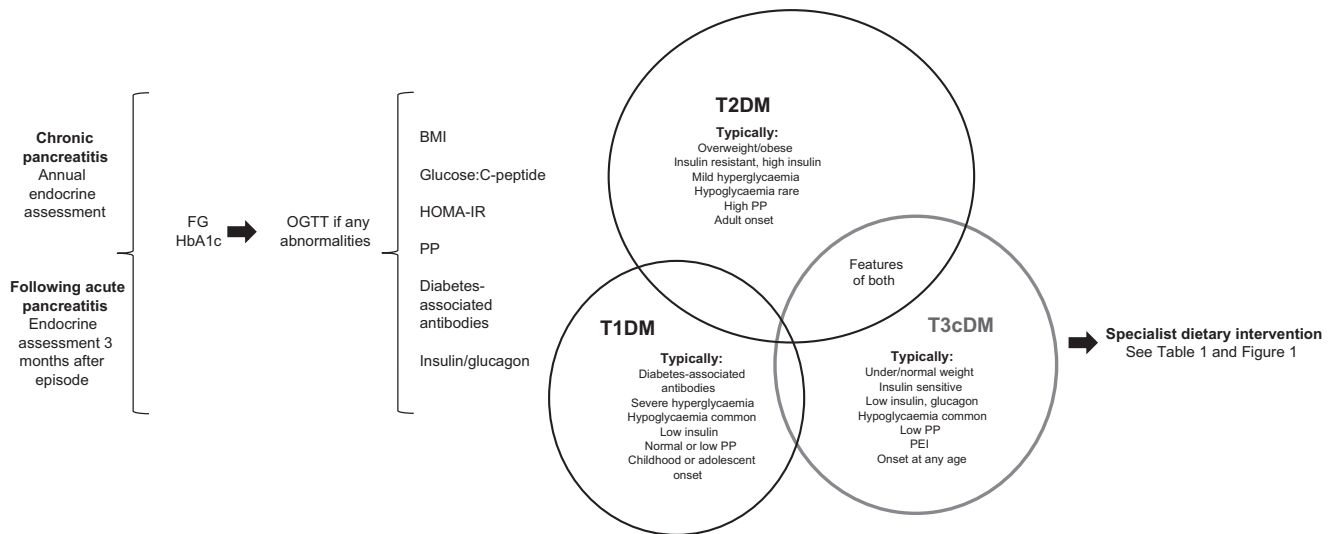 Chronic
pancreatitis
Annual
endocrine
assessment
Following acute
pancreatitis
Endocrine
assessment 3
months after
episode
FG
HbA1c
OGTT if any
abnormalities
BMI
Glucose:C-peptide
HOMA-IR
PP
Diabetes-
associated
antibodies
Insulin/glucagon
T2DM
Typically:
Overweight/obese
Insulin resistant, high insulin
Mild hyperglycaemia
Hypoglycaemia rare
High PP
Adult onset
Features
of both
T1DM
Typically:
Diabetes-associated
antibodies
Severe hyperglycaemia
Hypoglycaemia common
Low insulin
Normal or low PP
Childhood or adolescent
onset
T3cDM
Typically:
Under/normal weight
Insulin sensitive
Low insulin, glucagon
Hypoglycaemia common
Low PP
PEI
Onset at any age
Specialist dietary intervention
See Table 1 and Figure 1